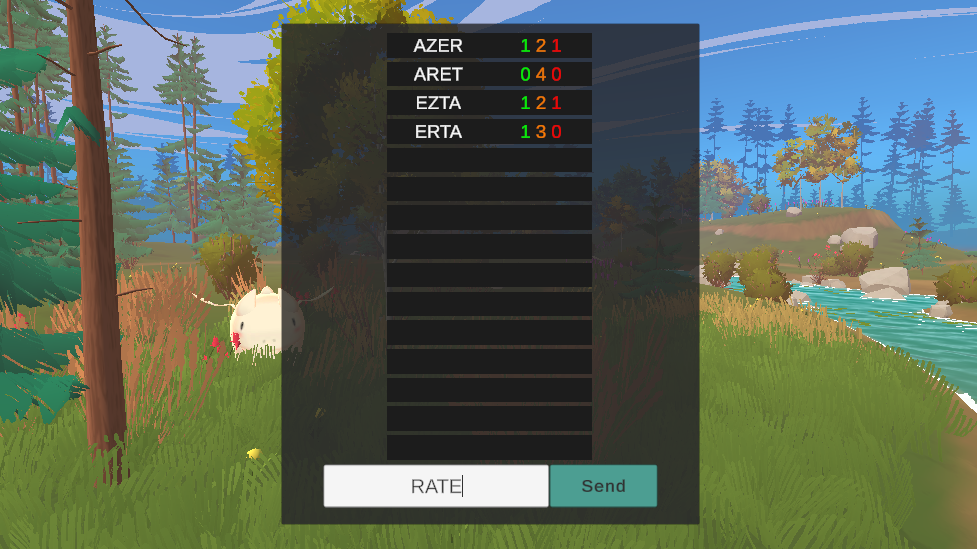 AZER 1 2 1
ARET 0 4 0
EZTA 1 2 1
ERTA 1 3 0
RATE Send